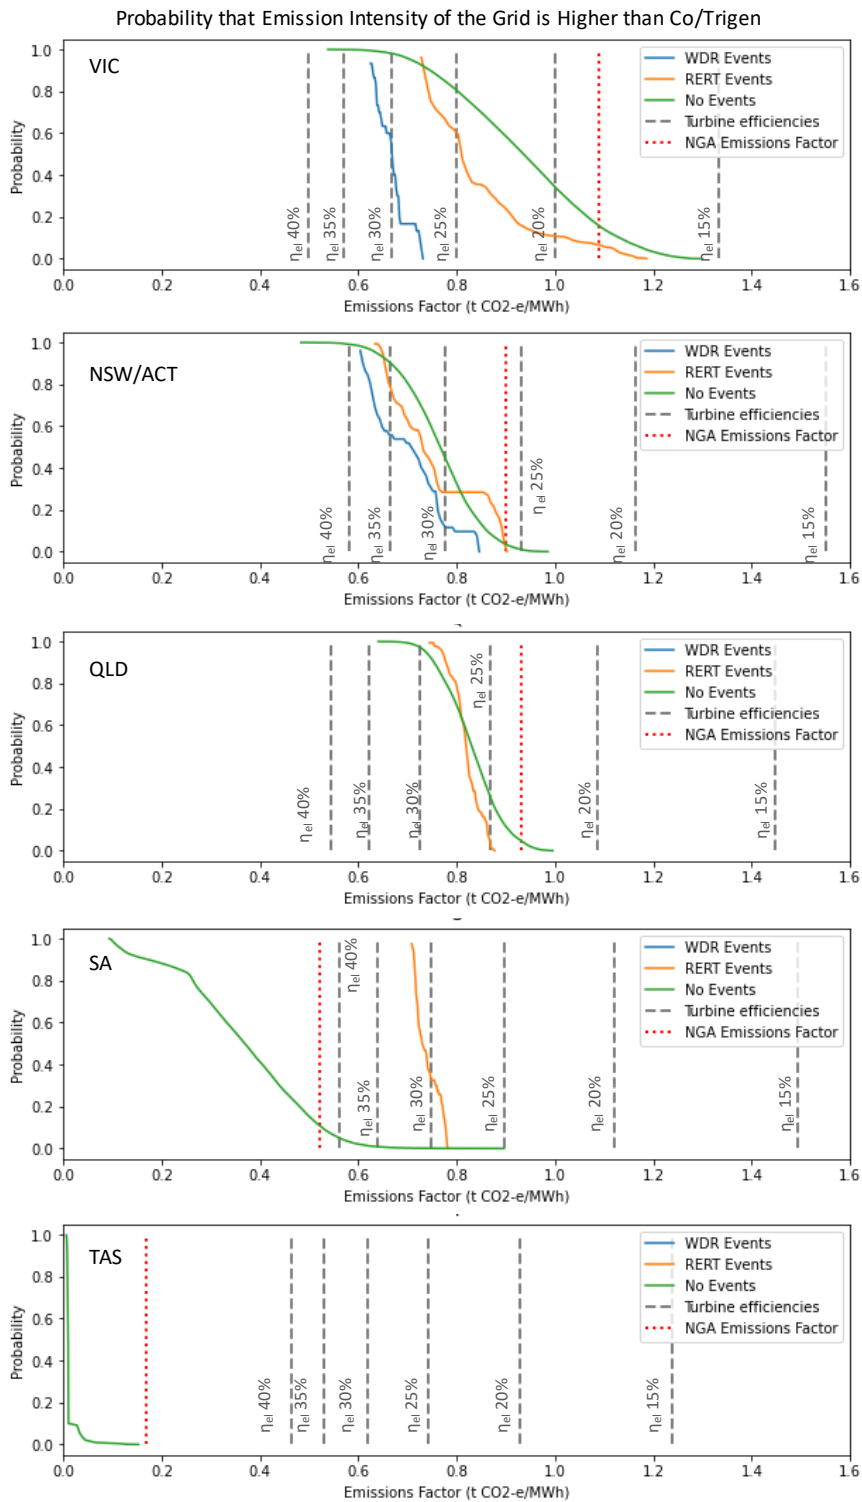 Probability that Emission Intensity of the Grid is Higher than Co/Trigen
VIC
Probability
1.0
0.8
0.6
0.4
0.2
0.0
ηel 40%
ηel 35%
ηel 30%
ηel 25%
ηel 20%
ηel 15%
WDR Events
RERT Events
No Events
Turbine efficiencies
NGA Emissions Factor
0.0 0.2 0.4 0.6 0.8 1.0 1.2 1.4 1.6
Emissions Factor (t CO2-e/MWh)
NSW/ACT
Probability
1.0
0.8
0.6
0.4
0.2
0.0
ηel 40%
ηel 35%
ηel 30%
ηel 25%
ηel 20%
ηel 15%
WDR Events
RERT Events
No Events
Turbine efficiencies
NGA Emissions Factor
0.0 0.2 0.4 0.6 0.8 1.0 1.2 1.4 1.6
Emissions Factor (t CO2-e/MWh)
QLD
Probability
1.0
0.8
0.6
0.4
0.2
0.0
ηel 40%
ηel 35%
ηel 30%
ηel 25%
ηel 20%
ηel 15%
WDR Events
RERT Events
No Events
Turbine efficiencies
NGA Emissions Factor
0.0 0.2 0.4 0.6 0.8 1.0 1.2 1.4 1.6
Emissions Factor (t CO2-e/MWh)
SA
Probability
1.0
0.8
0.6
0.4
0.2
0.0
ηel 40%
ηel 35%
ηel 30%
ηel 25%
ηel 20%
ηel 15%
WDR Events
RERT Events
No Events
Turbine efficiencies
NGA Emissions Factor
0.0 0.2 0.4 0.6 0.8 1.0 1.2 1.4 1.6
Emissions Factor (t CO2-e/MWh)
TAS
Probability
1.0
0.8
0.6
0.4
0.2
0.0
ηel 40%
ηel 35%
ηel 30%
ηel 25%
ηel 20%
ηel 15%
WDR Events
RERT Events
No Events
Turbine efficiencies
NGA Emissions Factor
0.0 0.2 0.4 0.6 0.8 1.0 1.2 1.4 1.6
Emissions Factor (t CO2-e/MWh)